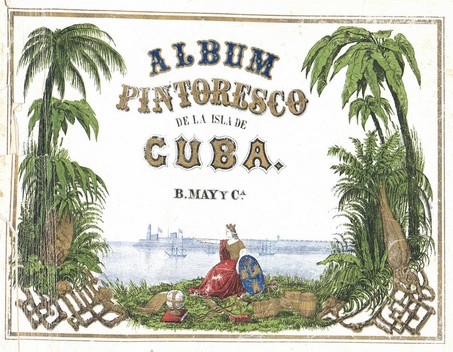 ALBUM
PINTORESCO
DE LA ISLA DE
CUBA.
B. MAY Y Cᴬ